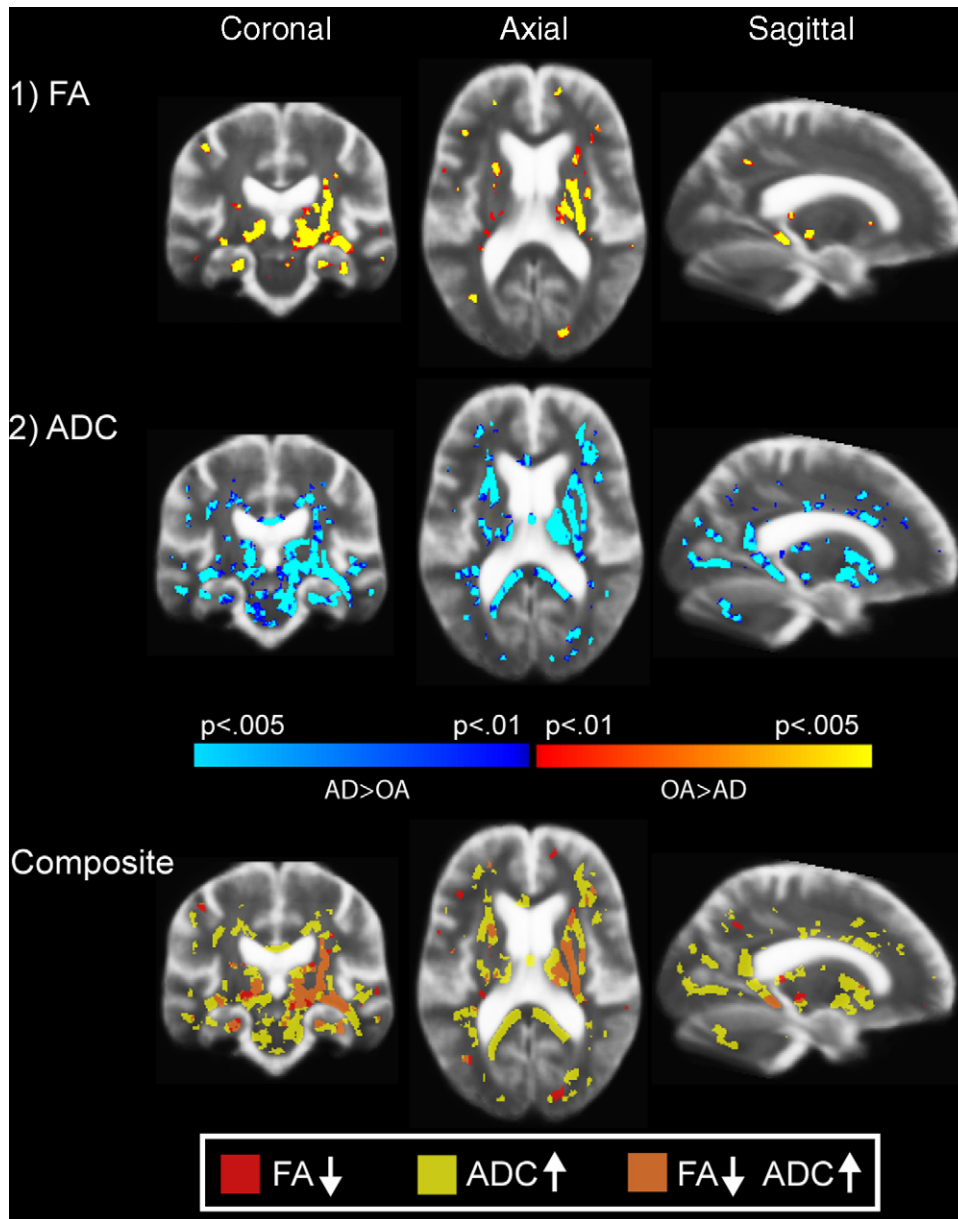 Coronal Axial Sagittal
1) FA
2) ADC
p<.005 p<.01 p<.01 p<.005
AD>OA OA>AD
Composite
FA↓ ADC↑ FA↓ ADC↑